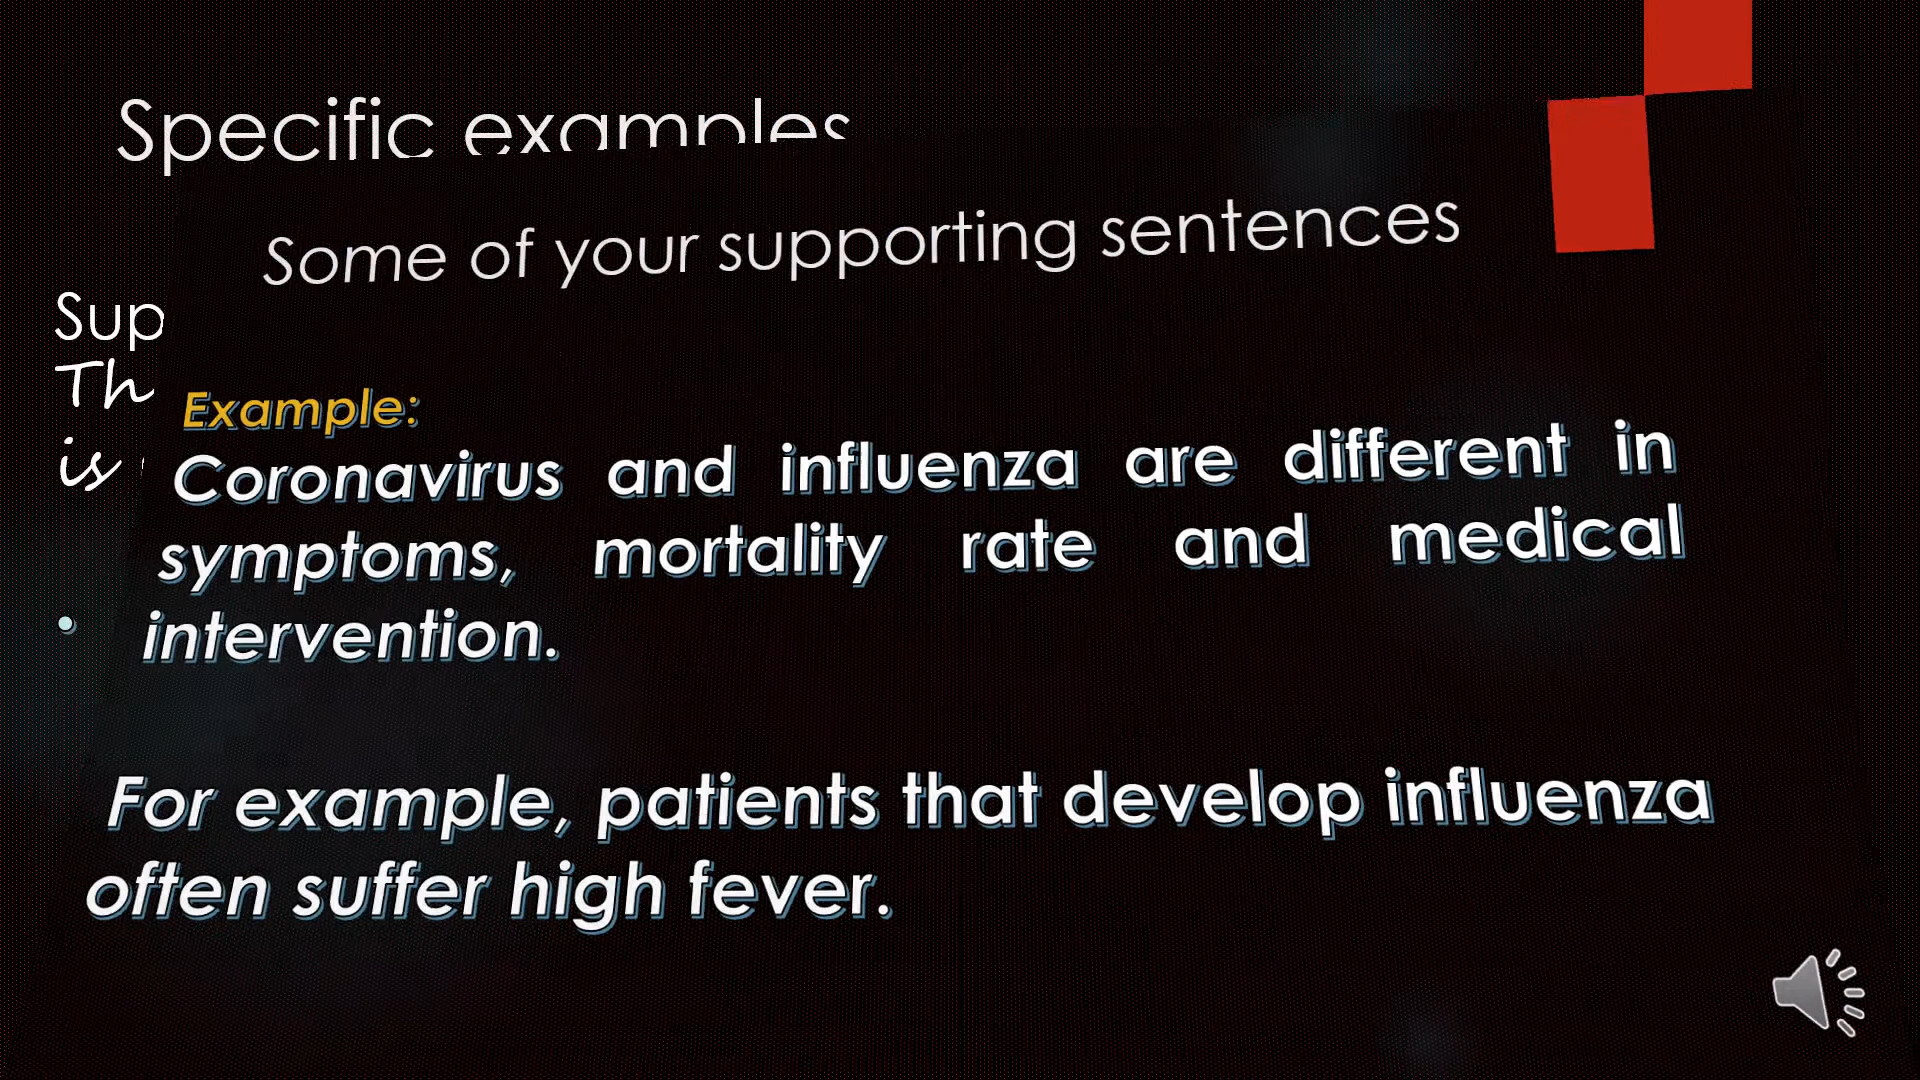 Specific examples
Some of your supporting sentences
Sup
Th
is
Example:
Coronavirus and influenza are different in
symptoms, mortality rate and medical
• intervention.
For example, patients that develop influenza
often suffer high fever.